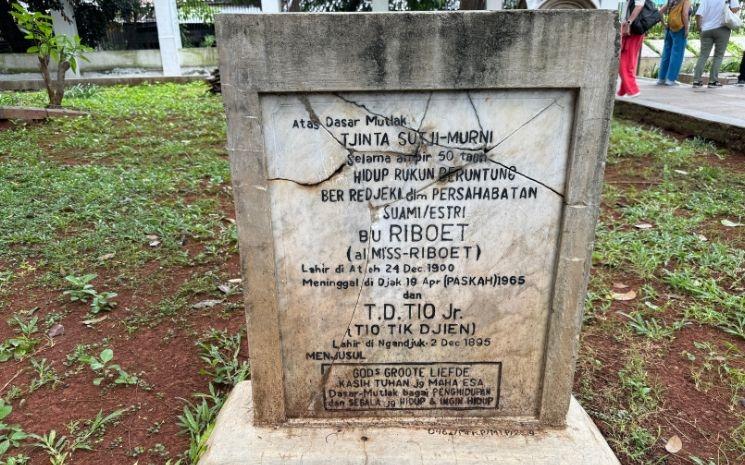 Atas Dasar Mutlak
TJINTA SUTJI-MURNI
Selama ampir 50 taon
HIDUP RUKUN BERUNTUNG
BER REDJEKI dlm PERSAHABATAN
SUAMI/ESTRI
BU RIBOET
(al MISS-RIBOET)
Lahir di Atjeh 24 Dec 1900
Meninggal di Djak. 19 Apr (PASKAH) 1965
dan
T.D. TIO Jr.
(TIO TIK DJIEN)
Lahir di Ngandjuk 2 Dec 1895
MENJUSUL
GODs GROOTE LIEFDE
KASIH TUHAN jg MAHA ESA
Dasar-Mutlak bagai PENGHIDUPAN
dan SEGALA jg HIDUP & INGIN HIDUP